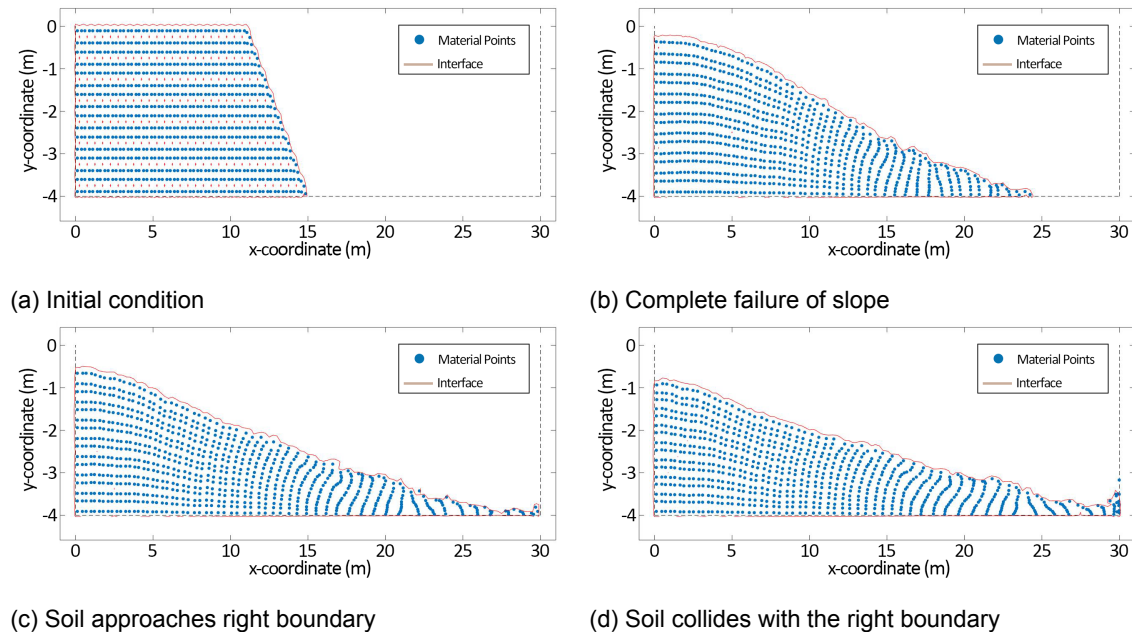 0
-1
-2
-3
-4
y-coordinate (m)
Material Points
Interface
0 5 10 15 20 25 30
x-coordinate (m)
(a) Initial condition
0
-1
-2
-3
-4
y-coordinate (m)
Material Points
Interface
0 5 10 15 20 25 30
x-coordinate (m)
(b) Complete failure of slope
0
-1
-2
-3
-4
y-coordinate (m)
Material Points
Interface
0 5 10 15 20 25 30
x-coordinate (m)
(c) Soil approaches right boundary
0
-1
-2
-3
-4
y-coordinate (m)
Material Points
Interface
0 5 10 15 20 25 30
x-coordinate (m)
(d) Soil collides with the right boundary